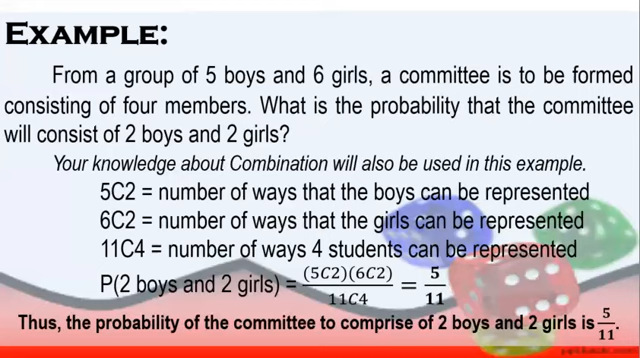 EXAMPLE:
From a group of 5 boys and 6 girls, a committee is to be formed
consisting of four members. What is the probability that the committee
will consist of 2 boys and 2 girls?
Your knowledge about Combination will also be used in this example.
5C2 = number of ways that the boys can be represented
6C2 = number of ways that the girls can be represented
11C4 = number of ways 4 students can be represented
P(2 boys and 2 girls) = (5C2)(6C2)/11C4 = 5/11
Thus, the probability of the committee to comprise of 2 boys and 2 girls is 5/11.